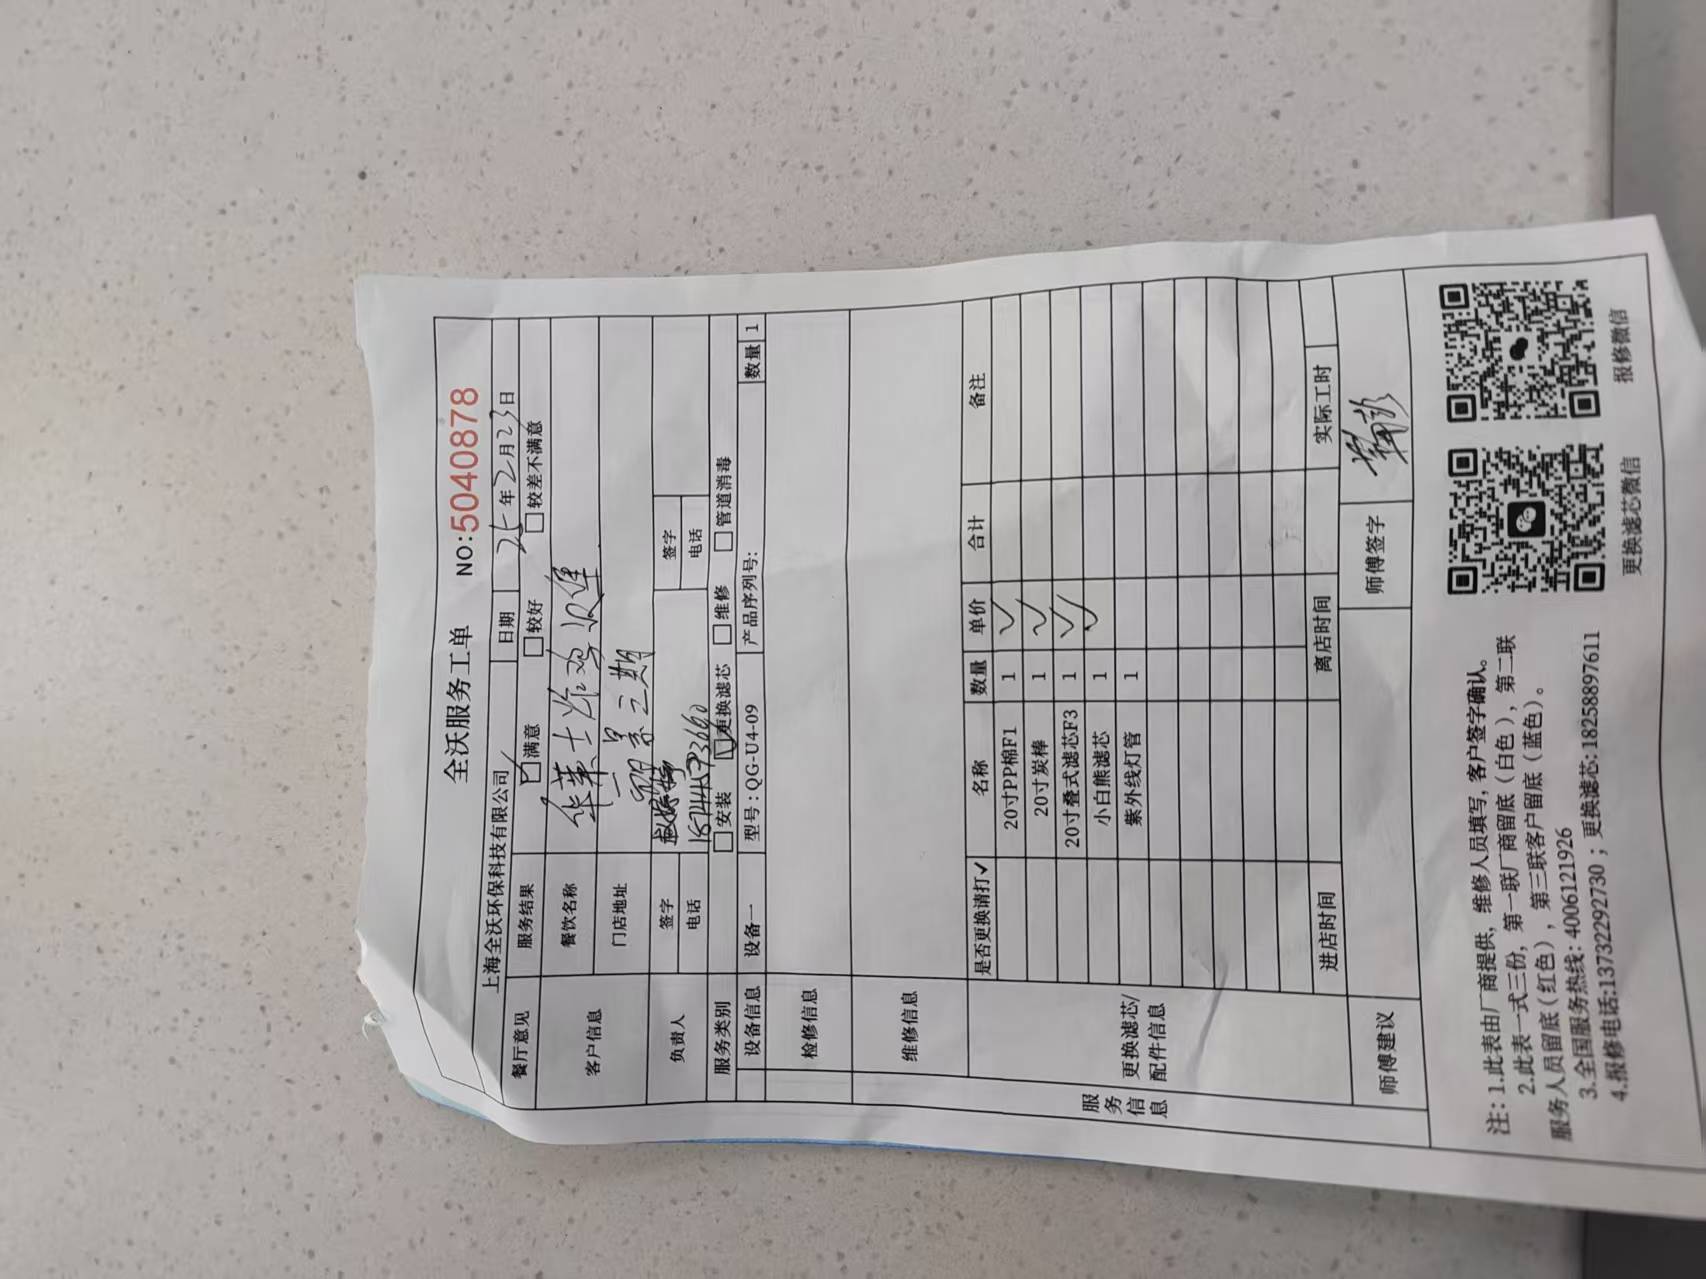 全沃服务工单 NO:5040878
上海全沃环保科技有限公司 日期 25年2月23日
餐厅意见 服务结果 ☑满意 □较好 □较差不满意
客户信息 餐饮名称 华莱士炸鸡汉堡
门店地址 三期
负责人 签字 签字
电话 电话
服务类别 □安装 ☑更换滤芯 □维修 □管道消毒
设备信息 设备一 型号:QG-U4-09 产品序列号: 数量 1
检修信息
维修信息
服务信息
更换滤芯/配件信息
是否更换请打✓ 名称 数量 单价 合计 备注
20寸PP棉F1 1 ✓
20寸炭棒 1 ✓
20寸叠式滤芯F3 1 ✓
小白熊滤芯 1 ✓
紫外线灯管 1
进店时间 离店时间 实际工时
师傅建议 师傅签字
注:1.此表由厂商提供,维修人员填写,客户签字确认。
2.此表一式三份,第一联厂商留底(白色),第二联
服务人员留底(红色),第三联客户留底(蓝色)。
3.全国服务热线:4006121926
4.报修电话:13732292730;更换滤芯:18258897611
更换滤芯微信 报修微信